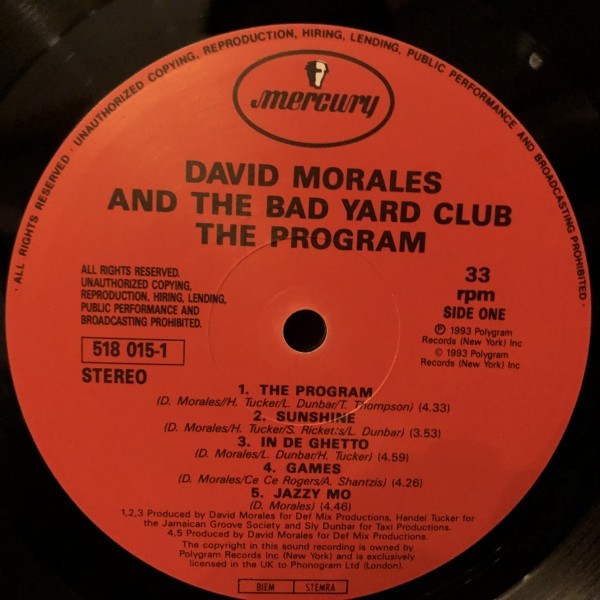 · ALL RIGHTS RESERVED · UNAUTHORIZED COPYING, REPRODUCTION, HIRING, LENDING, PUBLIC PERFORMANCE AND BROADCASTING PROHIBITED ·
mercury
DAVID MORALES
AND THE BAD YARD CLUB
THE PROGRAM
ALL RIGHTS RESERVED.
UNAUTHORIZED COPYING,
REPRODUCTION, HIRING, LENDING,
PUBLIC PERFORMANCE AND
BROADCASTING PROHIBITED.
518 015-1
STEREO
33
rpm
SIDE ONE
Ⓟ 1993 Polygram
Records (New York) Inc
© 1993 Polygram
Records (New York) Inc
1. THE PROGRAM
(D. Morales//H. Tucker/L. Dunbar/T. Thompson) (4.33)
2. SUNSHINE
(D. Morales/H. Tucker/S. Ricketts/L. Dunbar) (3.53)
3. IN DE GHETTO
(D. Morales/L. Dunbar/H. Tucker) (4.59)
4. GAMES
(D. Morales/Ce Ce Rogers/A. Shantzis) (4.26)
5. JAZZY MO
(D. Morales) (4.46)
1,2,3 Produced by David Morales for Def Mix Productions, Handel Tucker for
the Jamaican Groove Society and Sly Dunbar for Taxi Productions.
4,5 Produced by David Morales for Def Mix Productions.
The copyright in this sound recording is owned by
Polygram Records Inc (New York) and is exclusively
licensed in the UK to Phonogram Ltd (London).
BIEM STEMRA